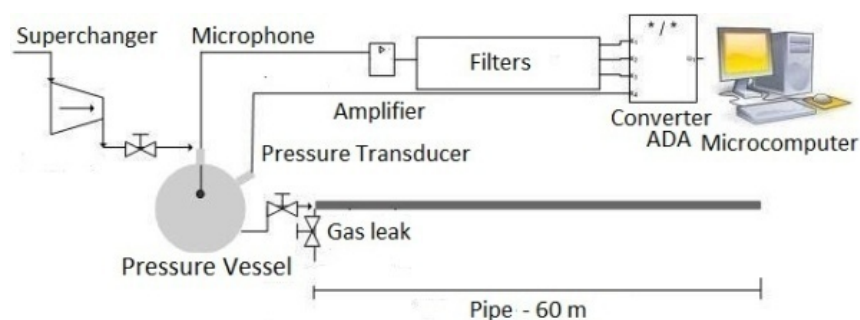 Superchanger
Microphone
Filters
* / *
Amplifier
Converter
ADA
Microcomputer
Pressure Transducer
Gas leak
Pressure Vessel
Pipe - 60 m